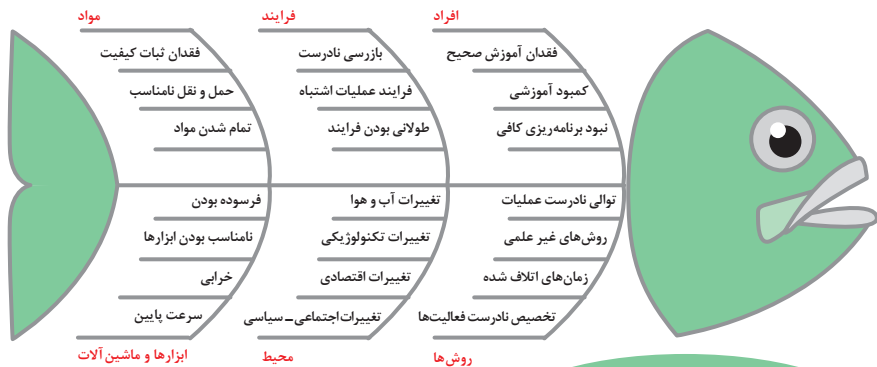 افراد
فقدان آموزش صحیح
کمبود آموزشی
نبود برنامه‌ریزی کافی
فرایند
بازرسی نادرست
فرایند عملیات اشتباه
طولانی بودن فرایند
مواد
فقدان ثبات کیفیت
حمل و نقل نامناسب
تمام شدن مواد
توالی نادرست عملیات
روش‌های غیر علمی
زمان‌های اتلاف شده
تخصیص نادرست فعالیت‌ها
روش‌ها
تغییرات آب و هوا
تغییرات تکنولوژیکی
تغییرات اقتصادی
تغییرات اجتماعی – سیاسی
محیط
فرسوده بودن
نامناسب بودن ابزارها
خرابی
سرعت پایین
ابزارها و ماشین آلات